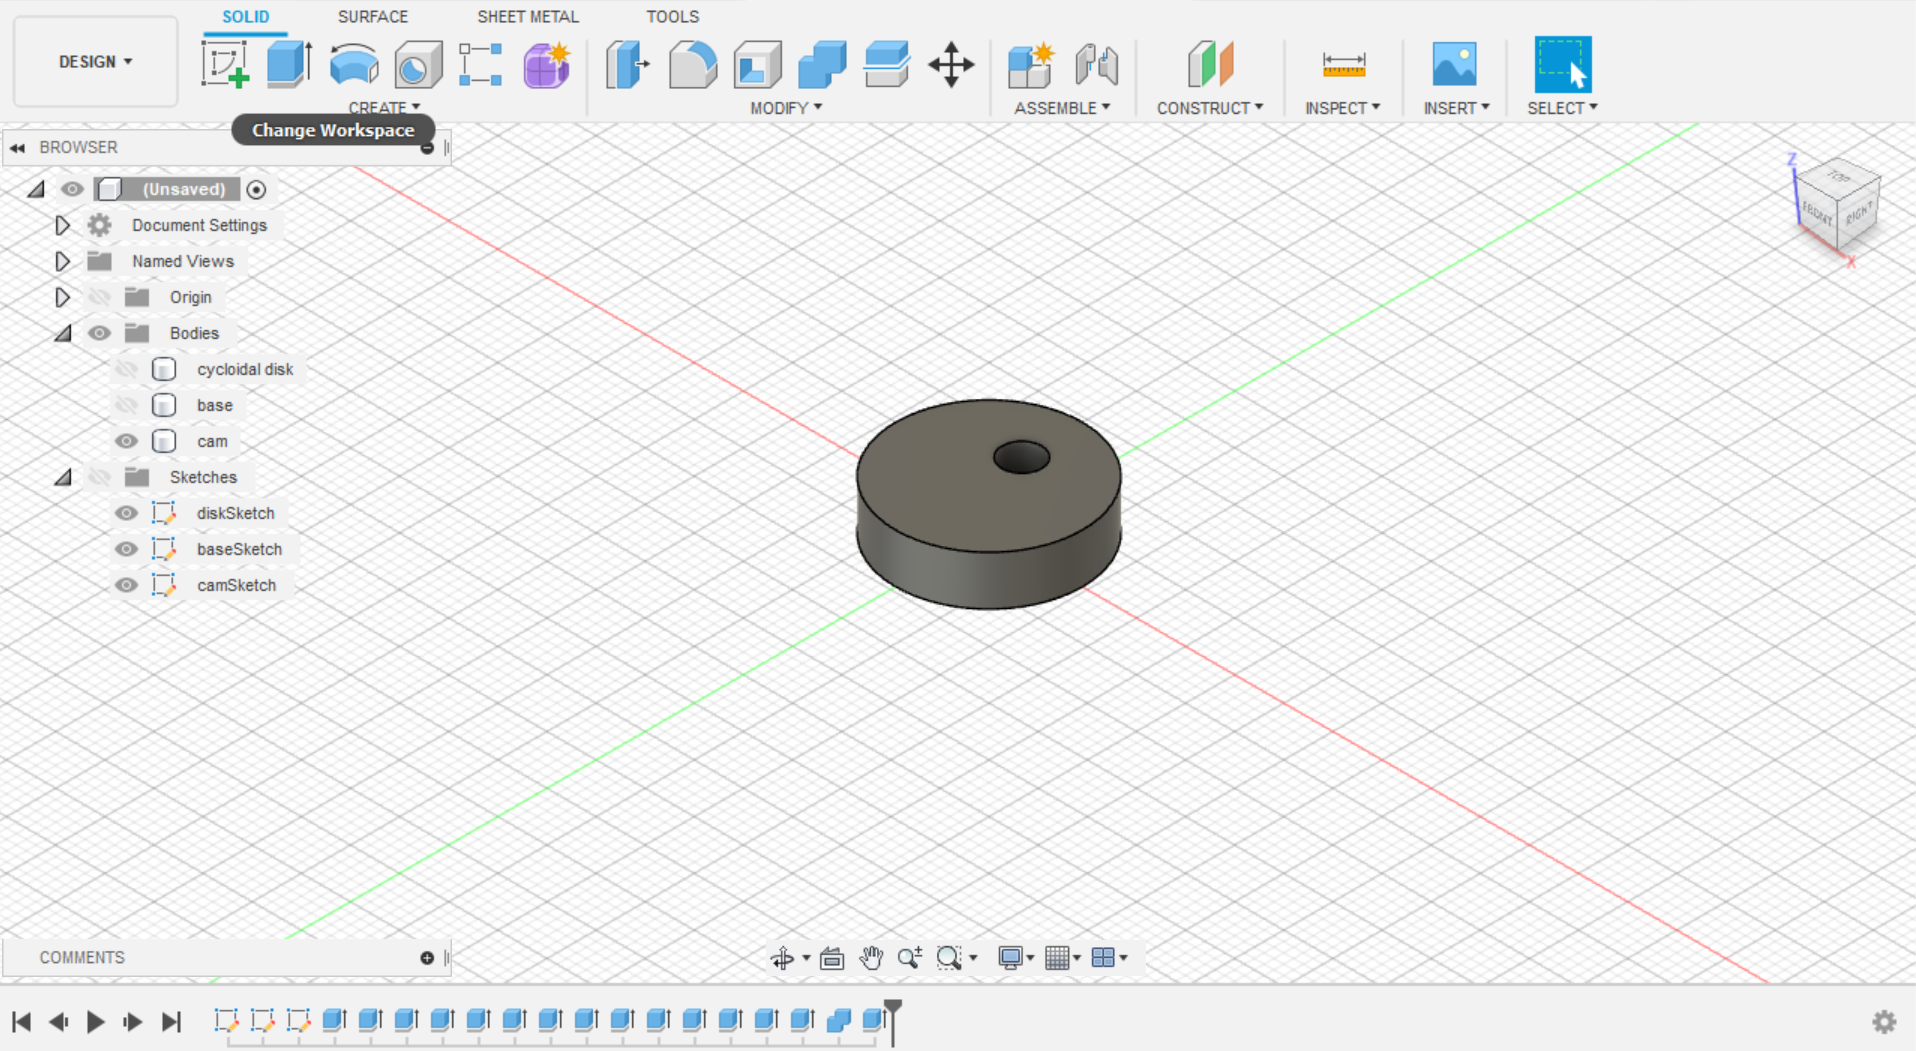 SOLID SURFACE SHEET METAL TOOLS
DESIGN
CREATE MODIFY ASSEMBLE CONSTRUCT INSPECT INSERT SELECT
Change Workspace
BROWSER
(Unsaved)
Document Settings
Named Views
Origin
Bodies
cycloidal disk
base
cam
Sketches
diskSketch
baseSketch
camSketch
Z
TOP
FRONT
RIGHT
X
COMMENTS